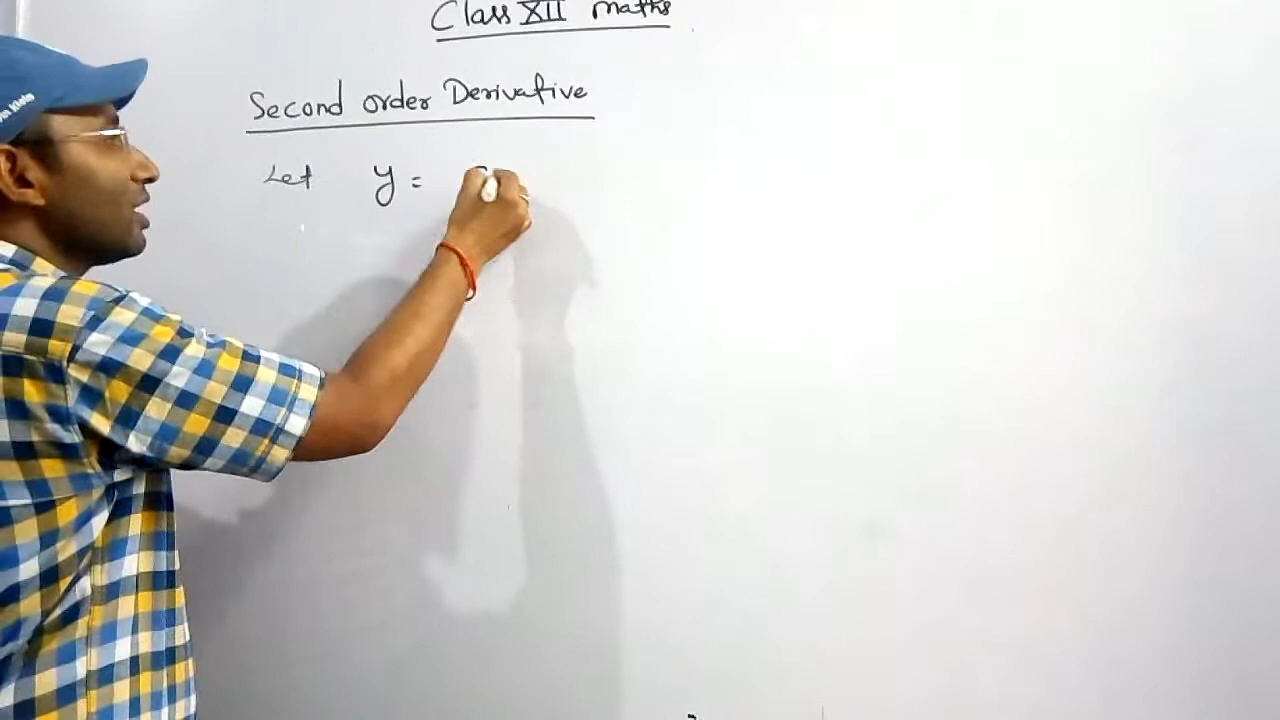 Class XII maths
Second order Derivative
Let y =